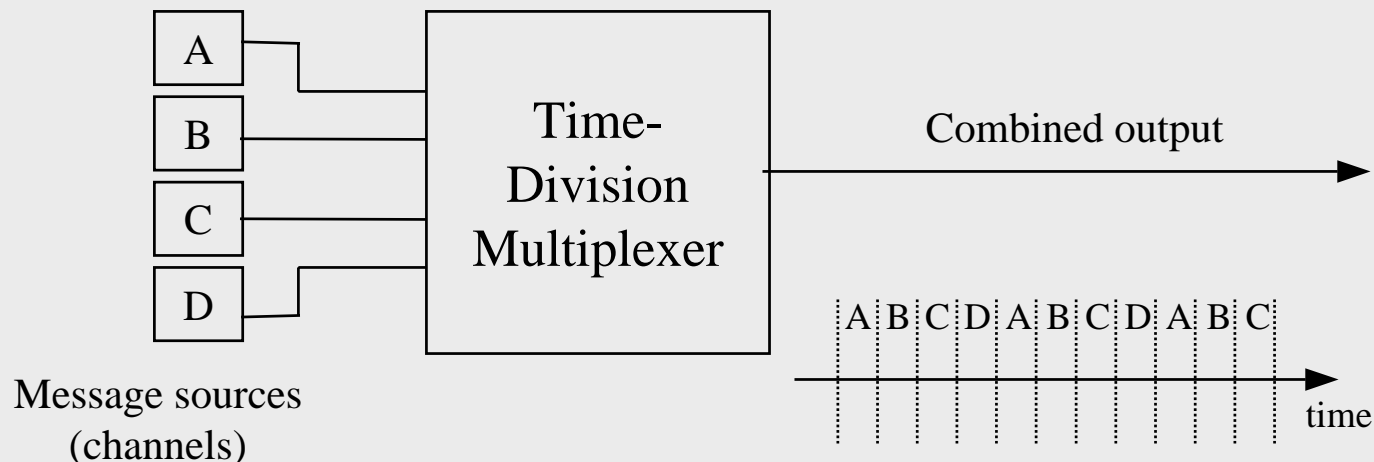 A
B
C
D
Time-
Division
Multiplexer
Combined output
A B C D A B C D A B C
time
Message sources
(channels)